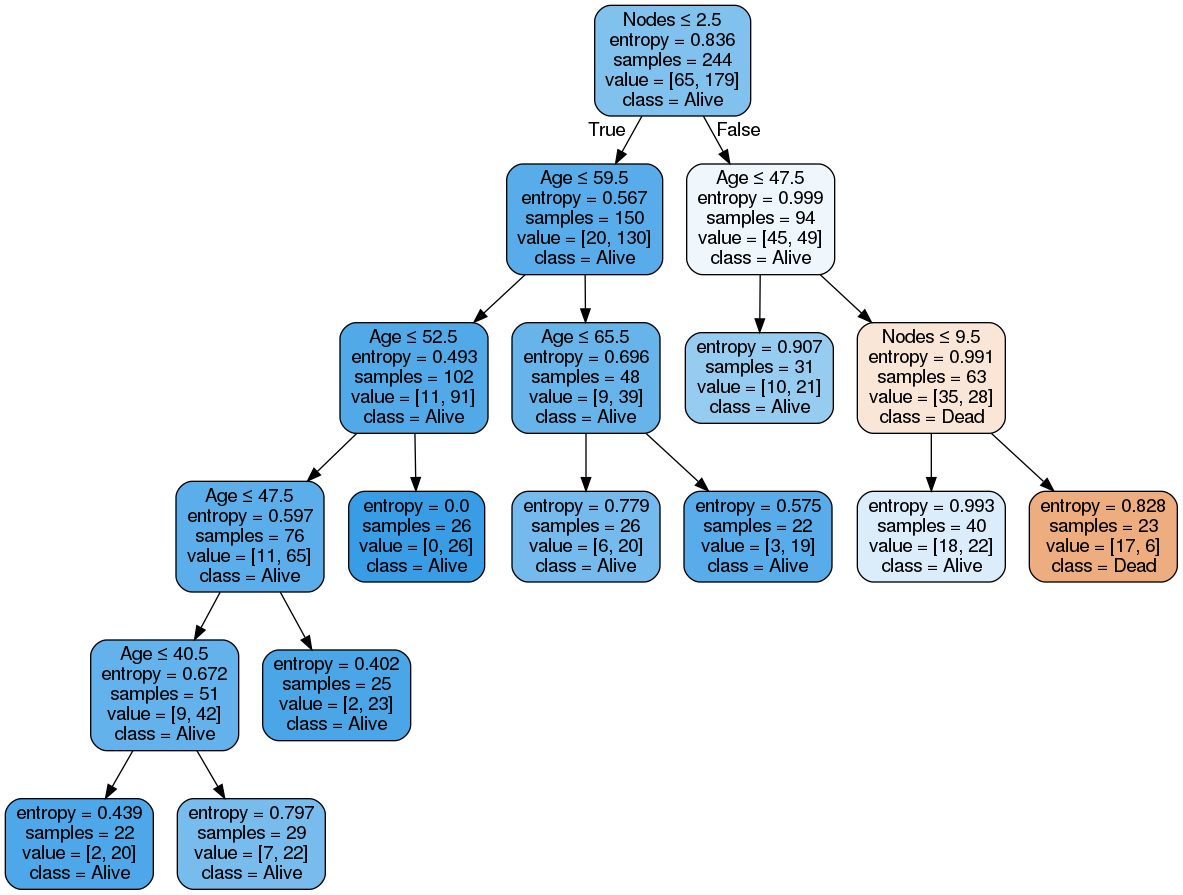 Nodes ≤ 2.5
entropy = 0.836
samples = 244
value = [65, 179]
class = Alive
True
False
Age ≤ 59.5
entropy = 0.567
samples = 150
value = [20, 130]
class = Alive
Age ≤ 47.5
entropy = 0.999
samples = 94
value = [45, 49]
class = Alive
Age ≤ 52.5
entropy = 0.493
samples = 102
value = [11, 91]
class = Alive
Age ≤ 65.5
entropy = 0.696
samples = 48
value = [9, 39]
class = Alive
entropy = 0.907
samples = 31
value = [10, 21]
class = Alive
Nodes ≤ 9.5
entropy = 0.991
samples = 63
value = [35, 28]
class = Dead
Age ≤ 47.5
entropy = 0.597
samples = 76
value = [11, 65]
class = Alive
entropy = 0.0
samples = 26
value = [0, 26]
class = Alive
entropy = 0.779
samples = 26
value = [6, 20]
class = Alive
entropy = 0.575
samples = 22
value = [3, 19]
class = Alive
entropy = 0.993
samples = 40
value = [18, 22]
class = Alive
entropy = 0.828
samples = 23
value = [17, 6]
class = Dead
Age ≤ 40.5
entropy = 0.672
samples = 51
value = [9, 42]
class = Alive
entropy = 0.402
samples = 25
value = [2, 23]
class = Alive
entropy = 0.439
samples = 22
value = [2, 20]
class = Alive
entropy = 0.797
samples = 29
value = [7, 22]
class = Alive